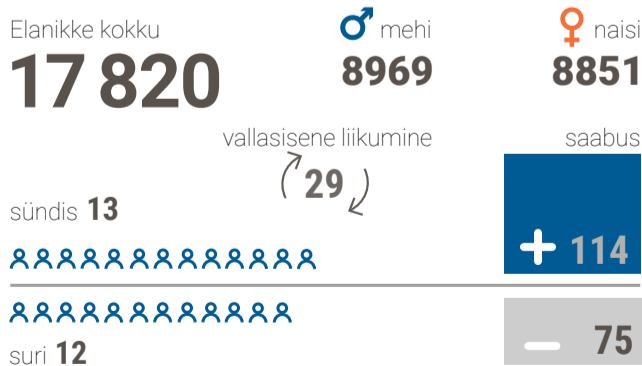 Elanikke kokku
17 820
mehi
8969
naisi
8851
vallasisene liikumine
29
saabus
+ 114
sündis 13
suri 12
− 75